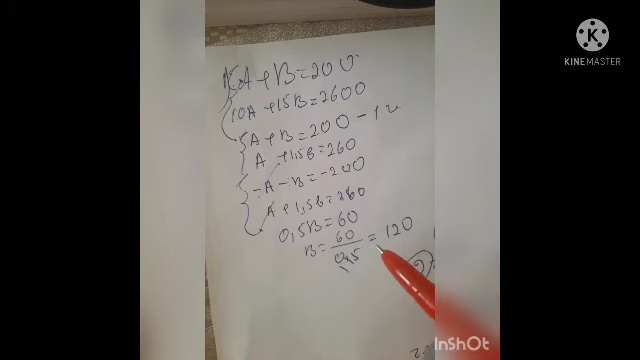 A+B=200
10A+15B=2600
A+B=200-12
A+1,5B=260
-A-B=-200
A+1,5B=260
0,5B=60
B=60/0,5=120
KINEMASTER
InShOt